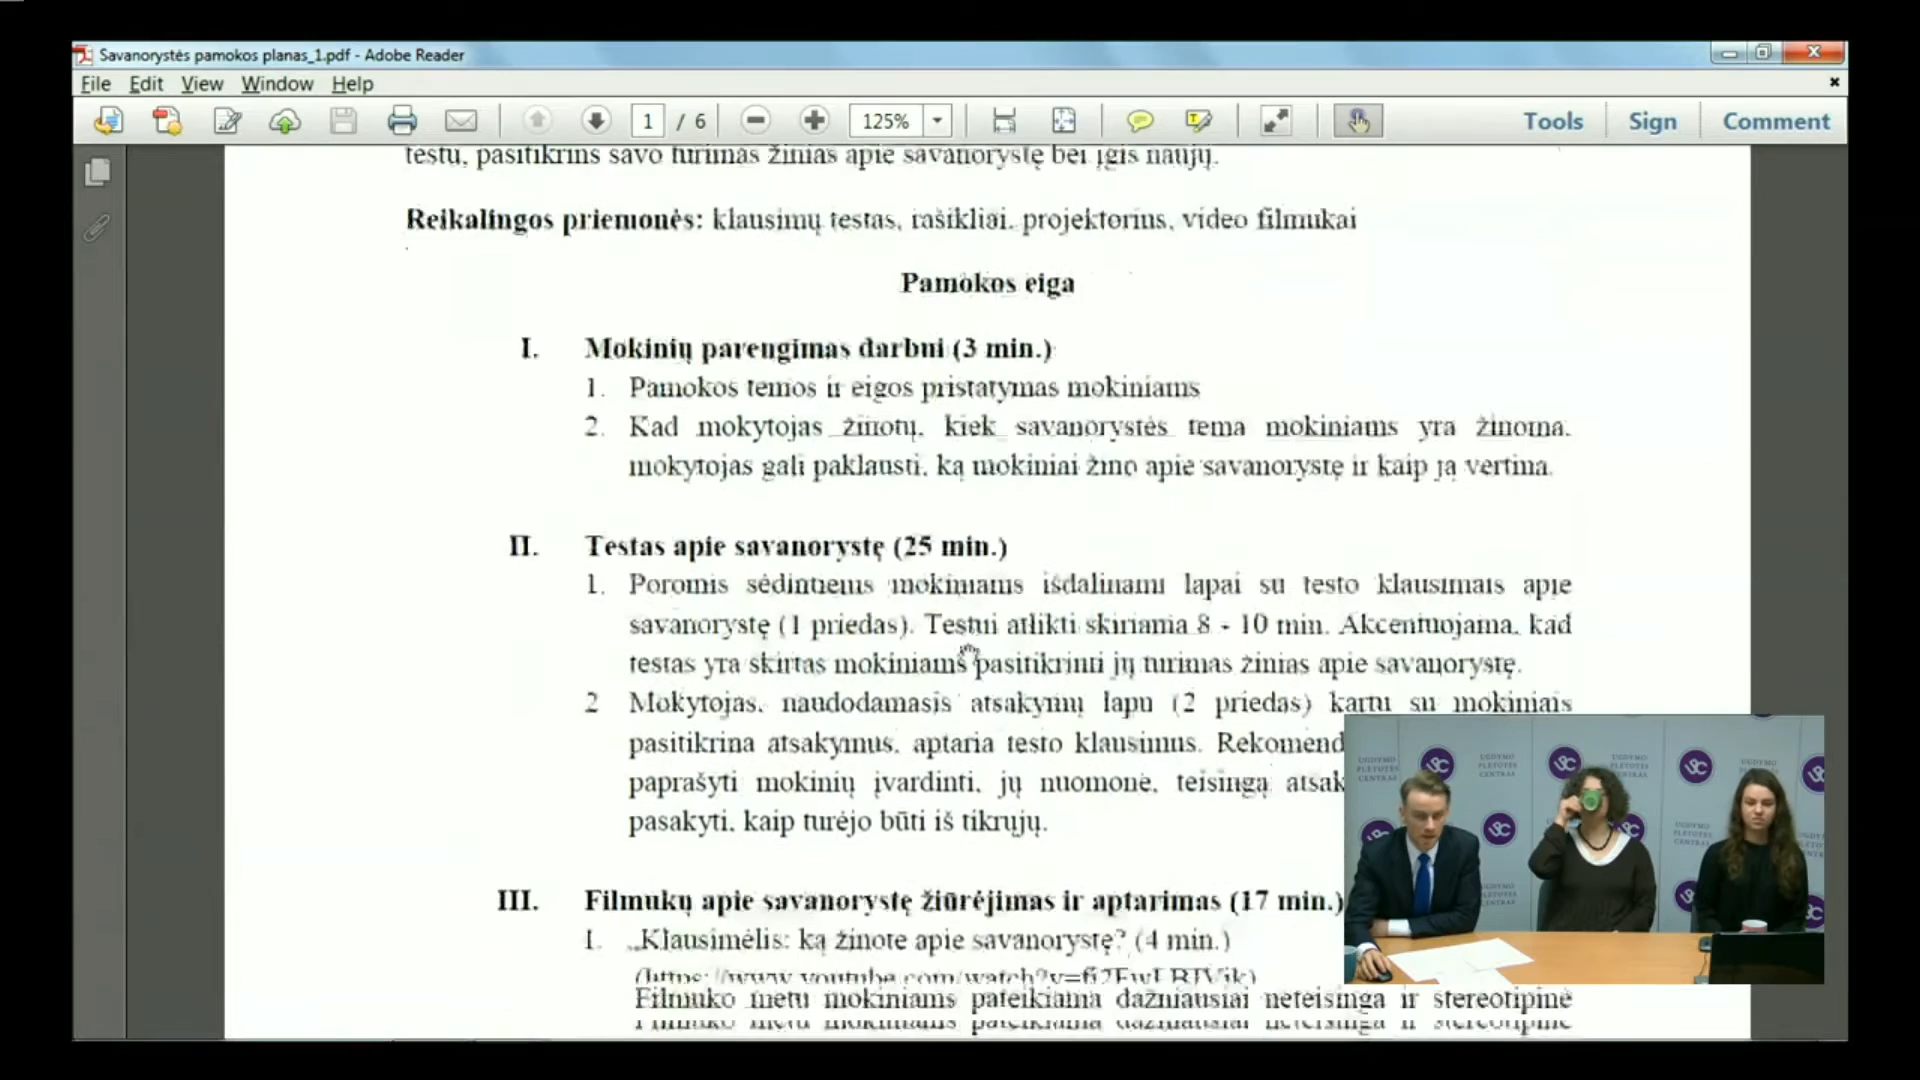 Savanorystės pamokos planas_1.pdf - Adobe Reader
File Edit View Window Help
1 / 6 125% Tools Sign Comment
testu, pasitikrins savo turimas žinias apie savanorystę bei įgis naujų.
Reikalingos priemonės: klausimų testas, rašikliai, projektorius, video filmukai
Pamokos eiga
I. Mokinių parengimas darbui (3 min.)
1. Pamokos temos ir eigos pristatymas mokiniams
2. Kad mokytojas žinotų, kiek savanorystės tema mokiniams yra žinoma,
mokytojas gali paklausti, ką mokiniai žino apie savanorystę ir kaip ją vertina.
II. Testas apie savanorystę (25 min.)
1. Poromis sėdintiems mokiniams išdalinami lapai su testo klausimais apie
savanorystę (1 priedas). Testui atlikti skiriama 8 - 10 min. Akcentuojama, kad
testas yra skirtas mokiniams pasitikrinti jų turimas žinias apie savanorystę.
2 Mokytojas, naudodamasis atsakymų lapu (2 priedas) kartu su mokiniais
pasitikrina atsakymus, aptaria testo klausimus. Rekomend
paprašyti mokinių įvardinti, jų nuomone, teisingą atsak
pasakyti, kaip turėjo būti iš tikrųjų.
III. Filmukų apie savanorystę žiūrėjimas ir aptarimas (17 min.)
1. „Klausimėlis: ką žinote apie savanorystę? (4 min.)
Filmuko metu mokiniams pateikiama dažniausiai neteisinga ir stereotipinė
UGDYMO
PLĖTOTĖS
CENTRAS
UGDYMO
PLĖTOTĖS
CENTRAS